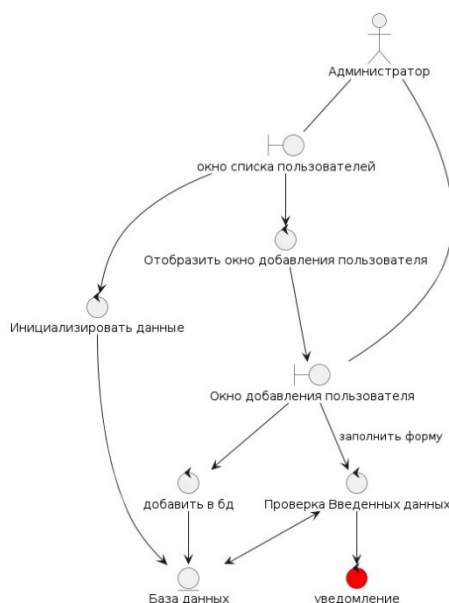 Администратор
окно списка пользователей
Отобразить окно добавления пользователя
Инициализировать данные
Окно добавления пользователя
заполнить форму
добавить в бд
Проверка Введенных данных
База данных
уведомление